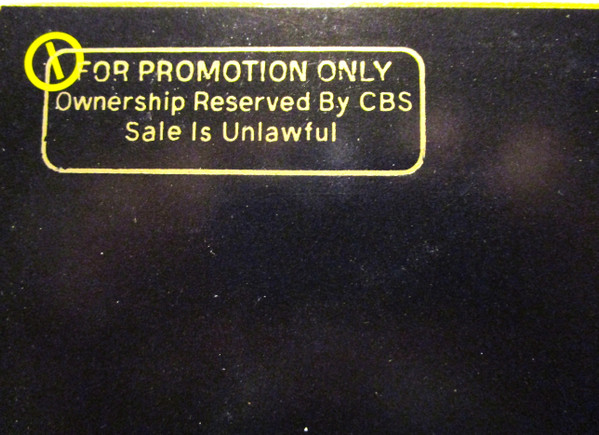 FOR PROMOTION ONLY
Ownership Reserved By CBS
Sale Is Unlawful